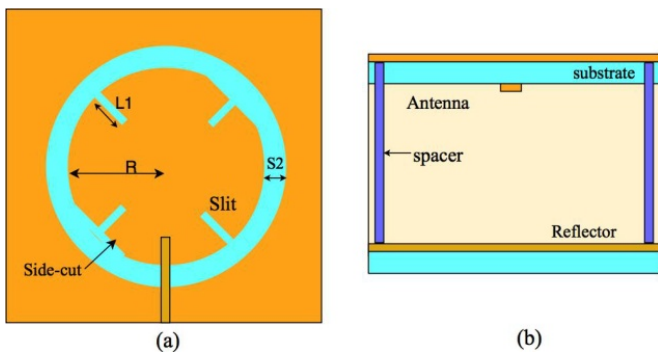 L1
R
S2
Slit
Side-cut
(a)
substrate
Antenna
spacer
Reflector
(b)